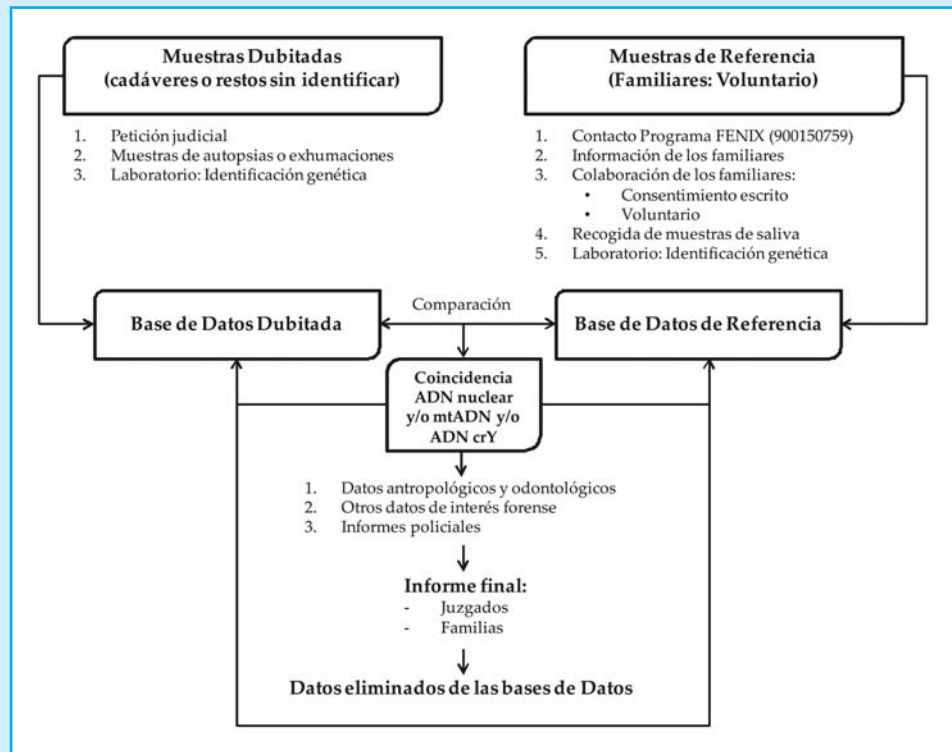 Muestras Dubitadas
(cadáveres o restos sin identificar)
1. Petición judicial
2. Muestras de autopsias o exhumaciones
3. Laboratorio: Identificación genética
Muestras de Referencia
(Familiares: Voluntario)
1. Contacto Programa FENIX (900150759)
2. Información de los familiares
3. Colaboración de los familiares:
• Consentimiento escrito
• Voluntario
4. Recogida de muestras de saliva
5. Laboratorio: Identificación genética
Base de Datos Dubitada
Comparación
Base de Datos de Referencia
Coincidencia
ADN nuclear
y/o mtADN y/o
ADN crY
1. Datos antropológicos y odontológicos
2. Otros datos de interés forense
3. Informes policiales
Informe final:
- Juzgados
- Familias
Datos eliminados de las bases de Datos